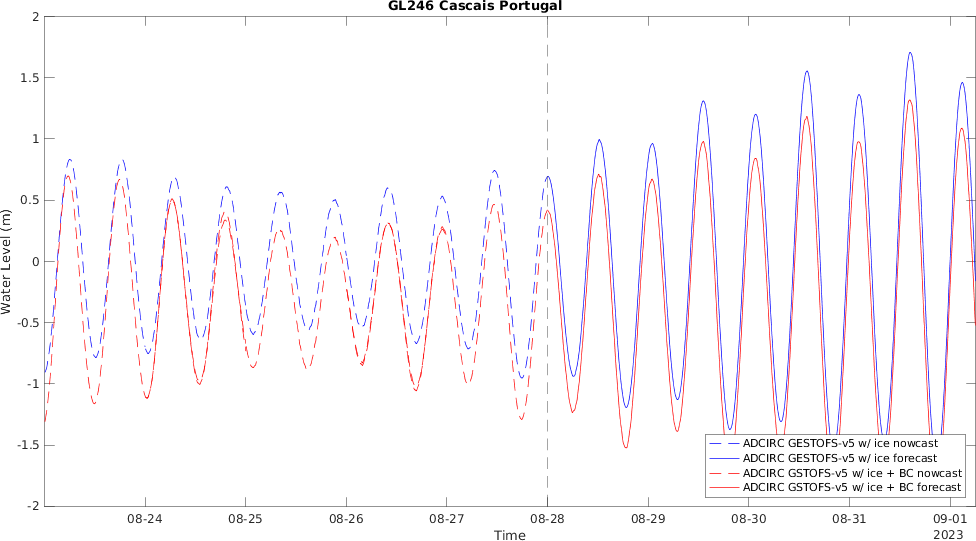 GL246 Cascais Portugal
2
1.5
1
0.5
0
-0.5
-1
-1.5
-2
Water Level (m)
08-24
08-25
08-26
08-27
08-28
08-29
08-30
08-31
09-01
2023
Time
ADCIRC GESTOFS-v5 w/ ice nowcast
ADCIRC GESTOFS-v5 w/ ice forecast
ADCIRC GSTOFS-v5 w/ ice + BC nowcast
ADCIRC GSTOFS-v5 w/ ice + BC forecast